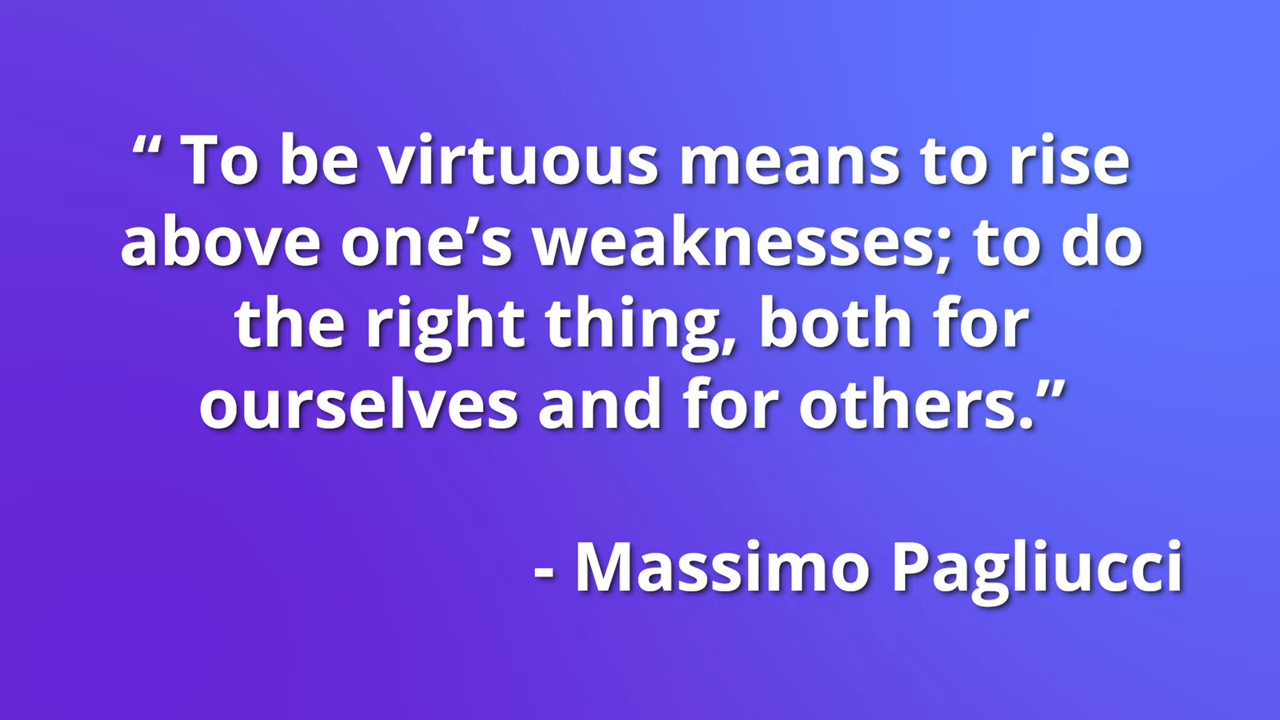 “ To be virtuous means to rise
above one’s weaknesses; to do
the right thing, both for
ourselves and for others.”
- Massimo Pagliucci